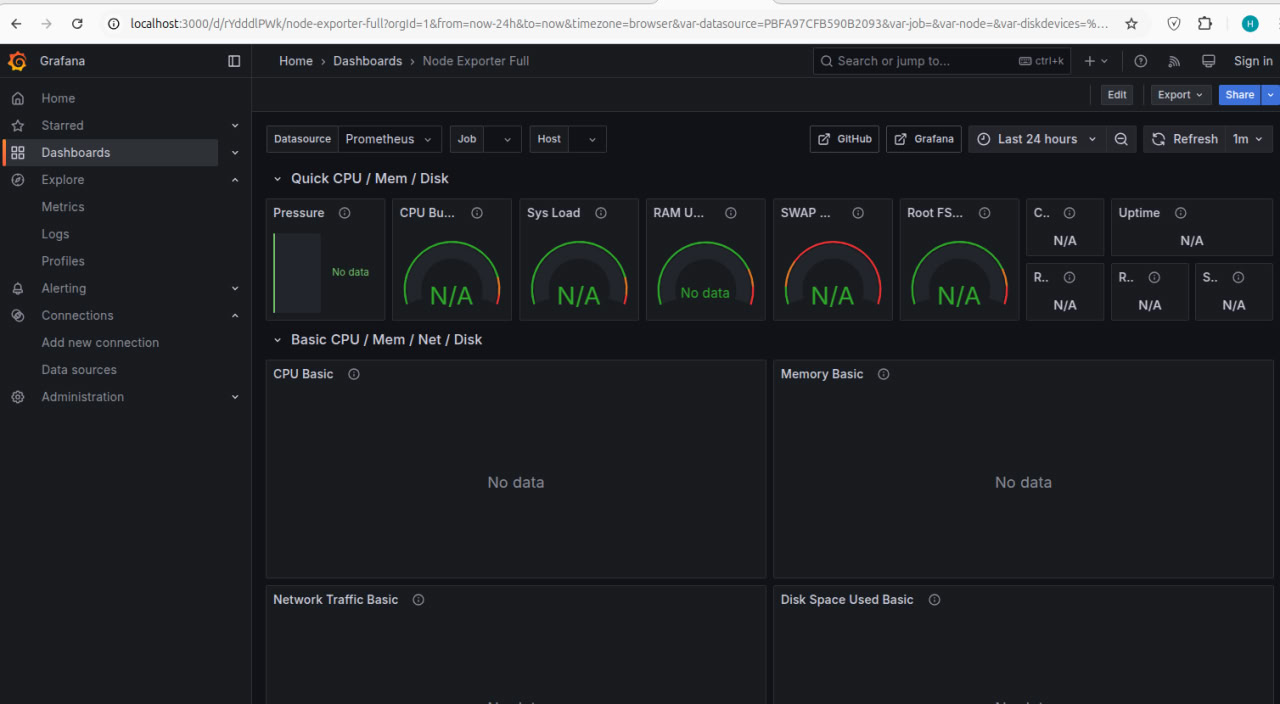 localhost:3000/d/rYdddlPWk/node-exporter-full?orgId=1&from=now-24h&to=now&timezone=browser&var-datasource=PBFA97CFB590B2093&var-job=&var-node=&var-diskdevices=%...
H
Grafana
Home › Dashboards › Node Exporter Full
Search or jump to...
ctrl+k
Sign in
Edit
Export
Share
Home
Starred
Dashboards
Explore
Metrics
Logs
Profiles
Alerting
Connections
Add new connection
Data sources
Administration
Datasource Prometheus
Job
Host
GitHub
Grafana
Last 24 hours
Refresh
1m
Quick CPU / Mem / Disk
Pressure
No data
CPU Bu...
N/A
Sys Load
N/A
RAM U...
No data
SWAP ...
N/A
Root FS...
N/A
C..
N/A
Uptime
N/A
R..
N/A
R..
N/A
S..
N/A
Basic CPU / Mem / Net / Disk
CPU Basic
No data
Memory Basic
No data
Network Traffic Basic
Disk Space Used Basic